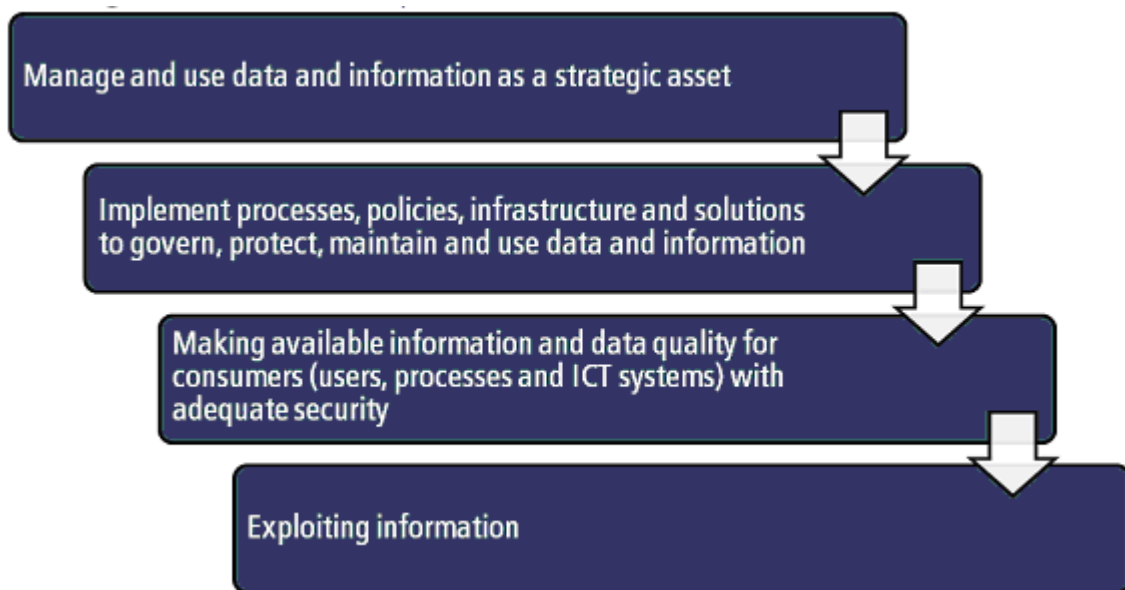 Manage and use data and information as a strategic asset
Implement processes, policies, infrastructure and solutions
to govern, protect, maintain and use data and information
Making available information and data quality for
consumers (users, processes and ICT systems) with
adequate security
Exploiting information